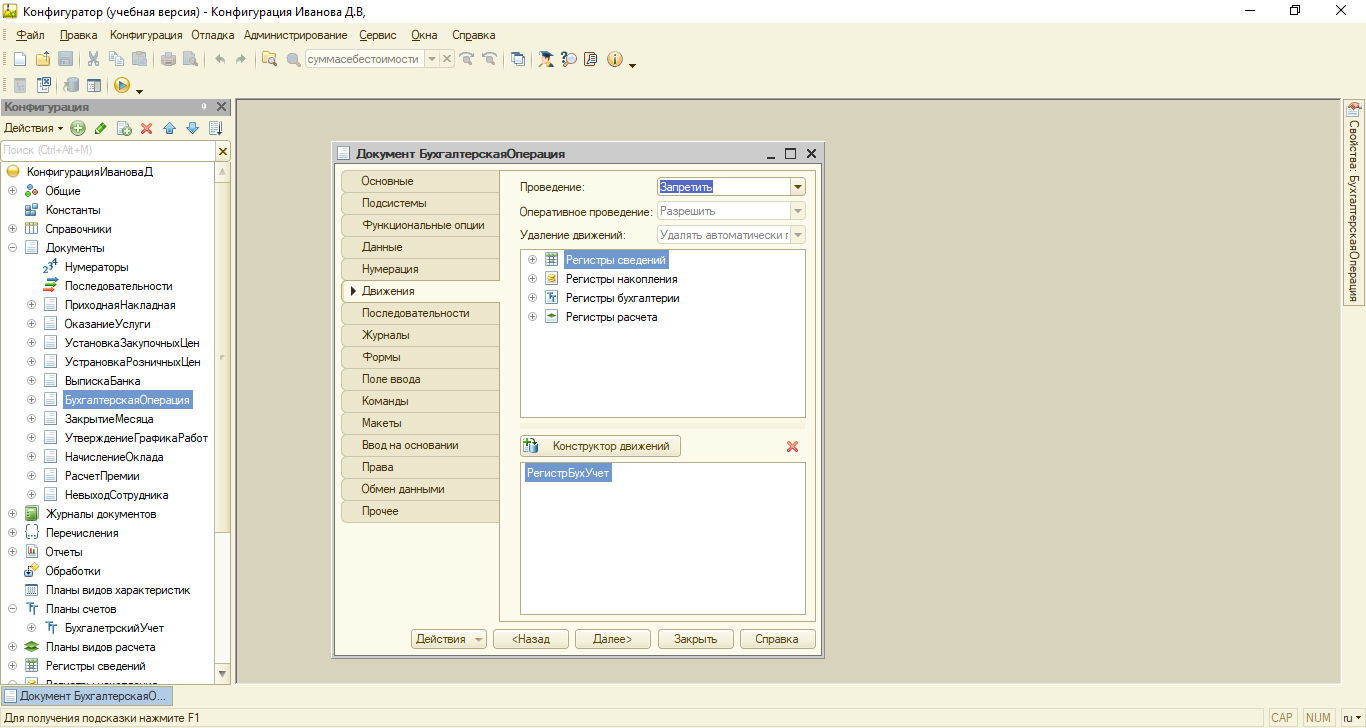 Конфигуратор (учебная версия) - Конфигурация Иванова Д.В,
Файл Правка Конфигурация Отладка Администрирование Сервис Окна Справка
суммасебестоимости
Конфигурация
Действия
Поиск (Ctrl+Alt+M)
КонфигурацияИвановаД
Общие
Константы
Справочники
Документы
Нумераторы
Последовательности
ПриходнаяНакладная
ОказаниеУслуги
УстановкаЗакупочныхЦен
УстрановкаРозничныхЦен
ВыпискаБанка
БухгалтерскаяОперация
ЗакрытиеМесяца
УтверждениеГрафикаРабот
НачислениеОклада
РасчетПремии
НевыходСотрудника
Журналы документов
Перечисления
Отчеты
Обработки
Планы видов характеристик
Планы счетов
БухгалетрскийУчет
Планы видов расчета
Регистры сведений
Документ БухгалтерскаяОперация
Основные
Подсистемы
Функциональные опции
Данные
Нумерация
Движения
Последовательности
Журналы
Формы
Поле ввода
Команды
Макеты
Ввод на основании
Права
Обмен данными
Прочее
Проведение: Запретить
Оперативное проведение: Разрешить
Удаление движений: Удалять автоматически г
Регистры сведений
Регистры накопления
Регистры бухгалтерии
Регистры расчета
Конструктор движений
РегистрБухУчет
Действия <Назад Далее> Закрыть Справка
Свойства: БухгалтерскаяОперация
Документ БухгалтерскаяО...
Для получения подсказки нажмите F1 CAP NUM ru